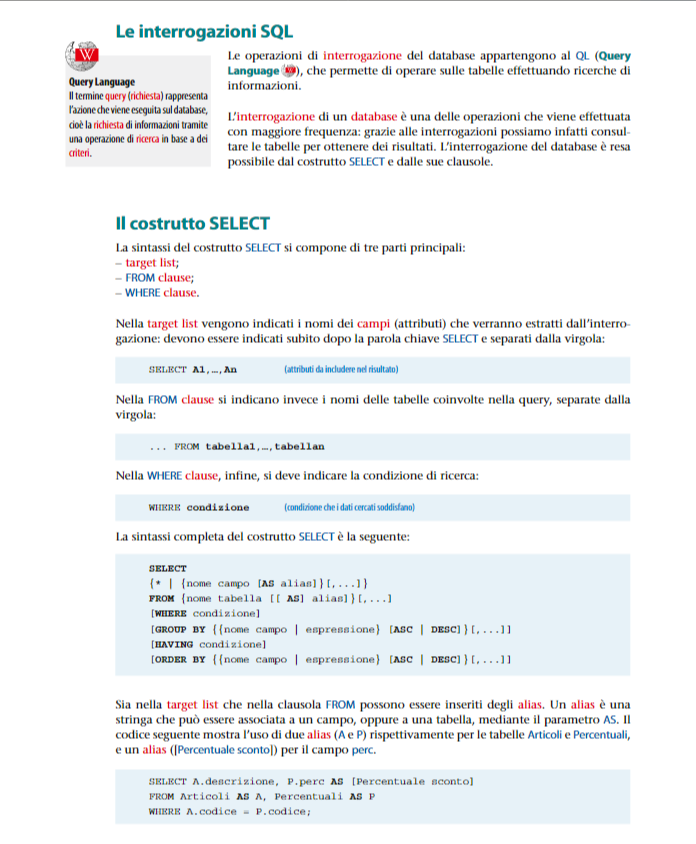 Le interrogazioni SQL
W
Query Language
Il termine query (richiesta) rappresenta
l'azione che viene eseguita sul database,
cioè la richiesta di informazioni tramite
una operazione di ricerca in base a dei
criteri.
Le operazioni di interrogazione del database appartengono al QL (Query
Language W), che permette di operare sulle tabelle effettuando ricerche di
informazioni.
L'interrogazione di un database è una delle operazioni che viene effettuata
con maggiore frequenza: grazie alle interrogazioni possiamo infatti consul-
tare le tabelle per ottenere dei risultati. L'interrogazione del database è resa
possibile dal costrutto SELECT e dalle sue clausole.
Il costrutto SELECT
La sintassi del costrutto SELECT si compone di tre parti principali:
– target list;
– FROM clause;
– WHERE clause.
Nella target list vengono indicati i nomi dei campi (attributi) che verranno estratti dall'interro-
gazione: devono essere indicati subito dopo la parola chiave SELECT e separati dalla virgola:
SELECT A1,…,An (attributi da includere nel risultato)
Nella FROM clause si indicano invece i nomi delle tabelle coinvolte nella query, separate dalla
virgola:
... FROM tabella1,…,tabellan
Nella WHERE clause, infine, si deve indicare la condizione di ricerca:
WHERE condizione (condizione che i dati cercati soddisfano)
La sintassi completa del costrutto SELECT è la seguente:
SELECT
{* | {nome campo [AS alias]}[,...]}
FROM {nome tabella [[ AS] alias]}[,...]
[WHERE condizione]
[GROUP BY {{nome campo | espressione} [ASC | DESC]}[,...]]
[HAVING condizione]
[ORDER BY {{nome campo | espressione} [ASC | DESC]}[,...]]
Sia nella target list che nella clausola FROM possono essere inseriti degli alias. Un alias è una
stringa che può essere associata a un campo, oppure a una tabella, mediante il parametro AS. Il
codice seguente mostra l'uso di due alias (A e P) rispettivamente per le tabelle Articoli e Percentuali,
e un alias ([Percentuale sconto]) per il campo perc.
SELECT A.descrizione, P.perc AS [Percentuale sconto]
FROM Articoli AS A, Percentuali AS P
WHERE A.codice = P.codice;